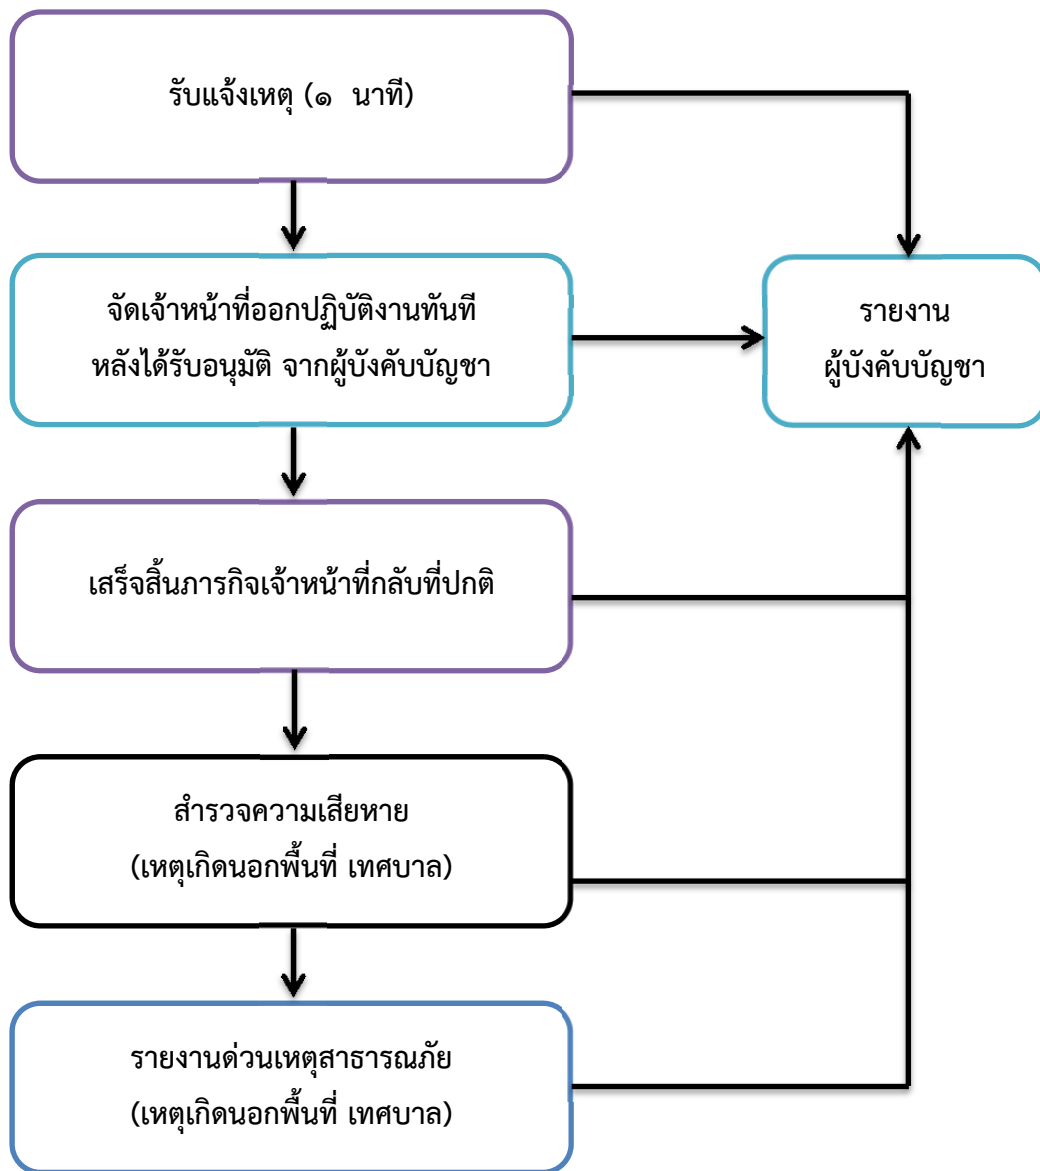 รับแจ้งเหตุ (๑  นาที)
จัดเจ้าหน้าที่ออกปฏิบัติงานทันที
หลังได้รับอนุมัติ จากผู้บังคับบัญชา
รายงาน
ผู้บังคับบัญชา
เสร็จสิ้นภารกิจเจ้าหน้าที่กลับที่ปกติ
สำรวจความเสียหาย
(เหตุเกิดนอกพื้นที่ เทศบาล)
รายงานด่วนเหตุสาธารณภัย
(เหตุเกิดนอกพื้นที่ เทศบาล)